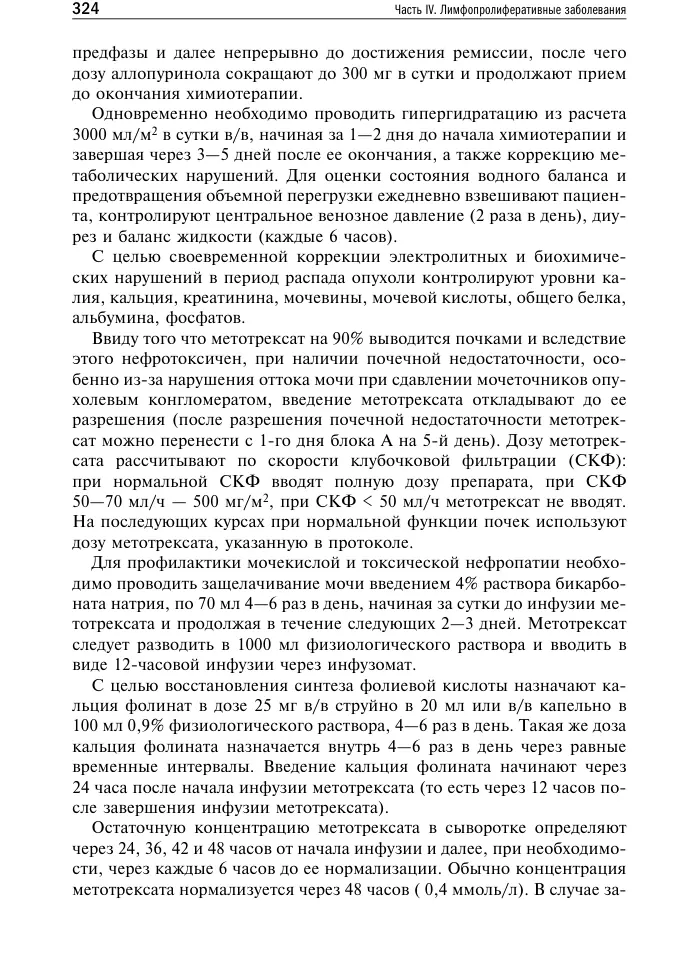 324
Часть IV. Лимфопролиферативные заболевания
предфазы и далее непрерывно до достижения ремиссии, после чего
дозу аллопуринола сокращают до 300 мг в сутки и продолжают прием
до окончания химиотерапии.
Одновременно необходимо проводить гипергидратацию из расчета
3000 мл/м² в сутки в/в, начиная за 1—2 дня до начала химиотерапии и
завершая через 3—5 дней после ее окончания, а также коррекцию ме-
таболических нарушений. Для оценки состояния водного баланса и
предотвращения объемной перегрузки ежедневно взвешивают пациен-
та, контролируют центральное венозное давление (2 раза в день), диу-
рез и баланс жидкости (каждые 6 часов).
С целью своевременной коррекции электролитных и биохимиче-
ских нарушений в период распада опухоли контролируют уровни ка-
лия, кальция, креатинина, мочевины, мочевой кислоты, общего белка,
альбумина, фосфатов.
Ввиду того что метотрексат на 90% выводится почками и вследствие
этого нефротоксичен, при наличии почечной недостаточности, осо-
бенно из-за нарушения оттока мочи при сдавлении мочеточников опу-
холевым конгломератом, введение метотрексата откладывают до ее
разрешения (после разрешения почечной недостаточности метотрек-
сат можно перенести с 1-го дня блока А на 5-й день). Дозу метотрек-
сата рассчитывают по скорости клубочковой фильтрации (СКФ):
при нормальной СКФ вводят полную дозу препарата, при СКФ
50—70 мл/ч — 500 мг/м², при СКФ < 50 мл/ч метотрексат не вводят.
На последующих курсах при нормальной функции почек используют
дозу метотрексата, указанную в протоколе.
Для профилактики мочекислой и токсической нефропатии необхо-
димо проводить защелачивание мочи введением 4% раствора бикарбо-
ната натрия, по 70 мл 4—6 раз в день, начиная за сутки до инфузии ме-
тотрексата и продолжая в течение следующих 2—3 дней. Метотрексат
следует разводить в 1000 мл физиологического раствора и вводить в
виде 12-часовой инфузии через инфузомат.
С целью восстановления синтеза фолиевой кислоты назначают ка-
льция фолинат в дозе 25 мг в/в струйно в 20 мл или в/в капельно в
100 мл 0,9% физиологического раствора, 4—6 раз в день. Такая же доза
кальция фолината назначается внутрь 4—6 раз в день через равные
временные интервалы. Введение кальция фолината начинают через
24 часа после начала инфузии метотрексата (то есть через 12 часов по-
сле завершения инфузии метотрексата).
Остаточную концентрацию метотрексата в сыворотке определяют
через 24, 36, 42 и 48 часов от начала инфузии и далее, при необходимо-
сти, через каждые 6 часов до ее нормализации. Обычно концентрация
метотрексата нормализуется через 48 часов ( 0,4 ммоль/л). В случае за-